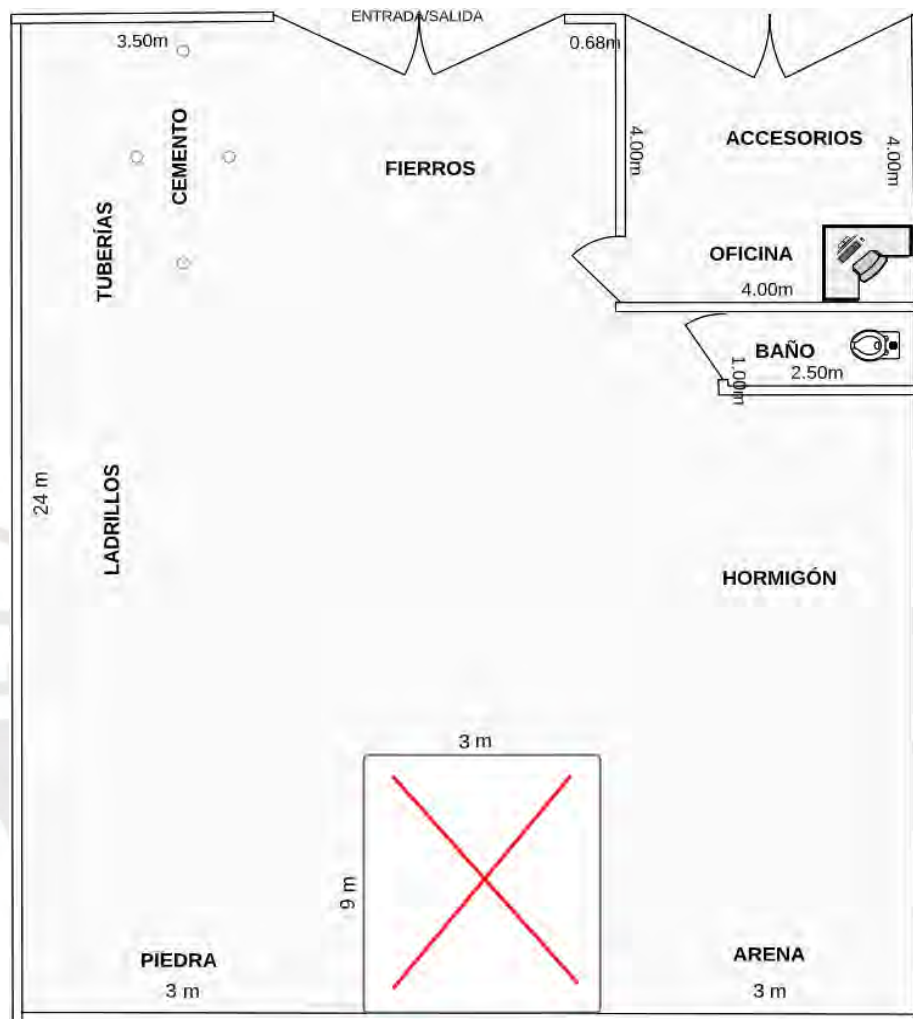 ENTRADA/SALIDA
3.50m
0.68m
CEMENTO
FIERROS
4.00m
ACCESORIOS
4.00m
TUBERÍAS
OFICINA
4.00m
BAÑO
2.50m
1.00m
24 m
LADRILLOS
HORMIGÓN
3 m
9 m
PIEDRA
3 m
ARENA
3 m